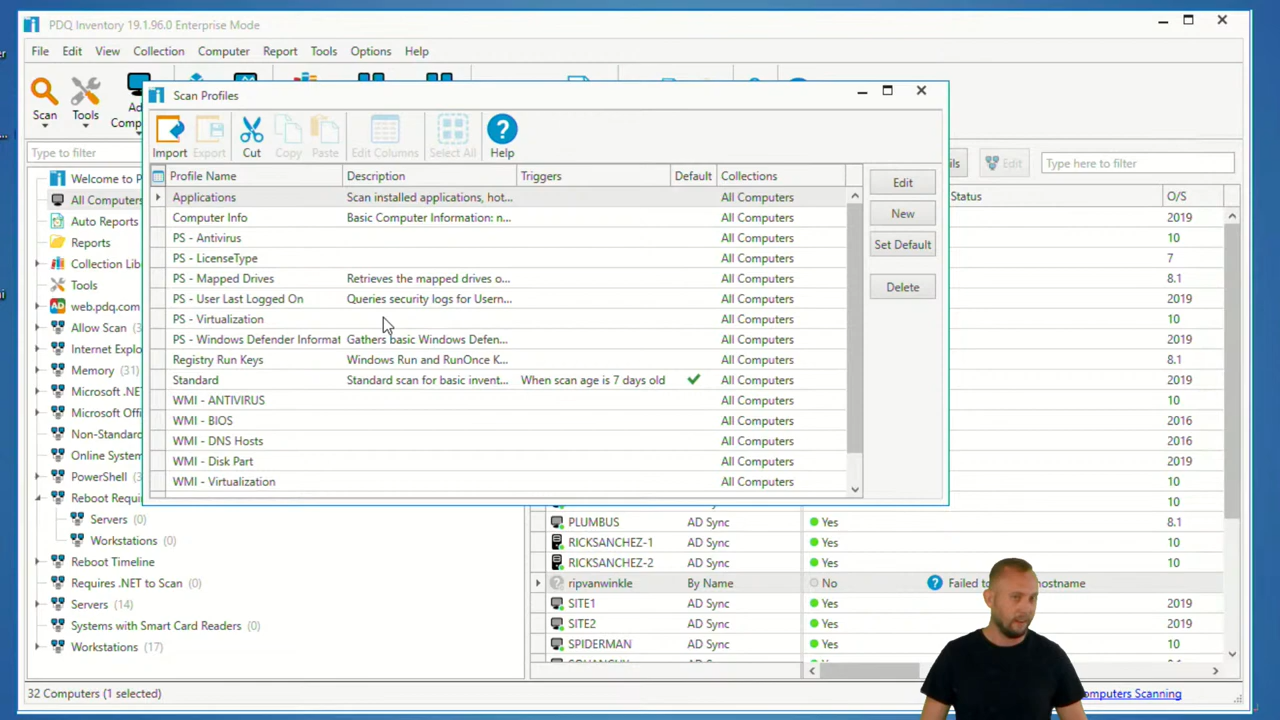 PDQ Inventory 19.1.96.0 Enterprise Mode
File Edit View Collection Computer Report Tools Options Help
Scan Profiles
Scan Tools
Import Export Cut Copy Paste Edit Columns Select All Help
Type to filter
Edit
Type here to filter
Profile Name Description Triggers Default Collections
Edit
New
Set Default
Delete
Applications Scan installed applications, hot... All Computers
Computer Info Basic Computer Information: n... All Computers
PS - Antivirus All Computers
PS - LicenseType All Computers
PS - Mapped Drives Retrieves the mapped drives o... All Computers
PS - User Last Logged On Queries security logs for Usern... All Computers
PS - Virtualization All Computers
PS - Windows Defender Informat Gathers basic Windows Defen... All Computers
Registry Run Keys Windows Run and RunOnce K... All Computers
Standard Standard scan for basic invent... When scan age is 7 days old All Computers
WMI - ANTIVIRUS All Computers
WMI - BIOS All Computers
WMI - DNS Hosts All Computers
WMI - Disk Part All Computers
WMI - Virtualization All Computers
Welcome to P
All Computers
Auto Reports
Reports
Collection Lib
Tools
web.pdq.com
Allow Scan (3
Internet Explo
Memory (31)
Microsoft .NE
Microsoft Offi
Non-Standard
Online System
PowerShell (3
Reboot Requir
Servers (0)
Workstations (0)
Reboot Timeline
Requires .NET to Scan (0)
Servers (14)
Systems with Smart Card Readers (0)
Workstations (17)
Status O/S
2019
10
7
8.1
2019
10
8.1
2019
10
2016
2016
2019
10
10
PLUMBUS AD Sync Yes 8.1
RICKSANCHEZ-1 AD Sync Yes 10
RICKSANCHEZ-2 AD Sync Yes 10
ripvanwinkle By Name No Failed to hostname
SITE1 AD Sync Yes 2019
SITE2 AD Sync Yes 2019
SPIDERMAN AD Sync Yes 10
32 Computers (1 selected)
omputers Scanning